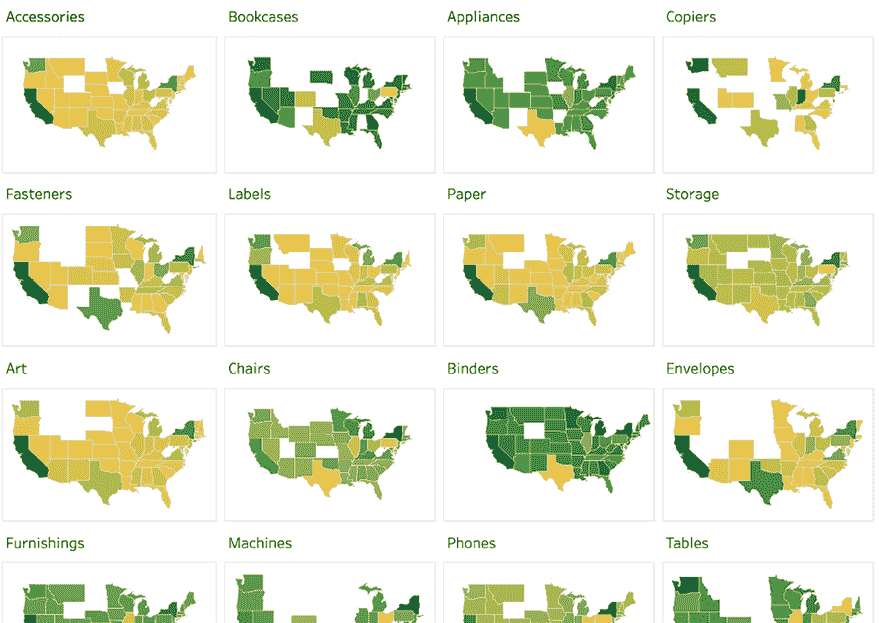 Accessories Bookcases Appliances Copiers
Fasteners Labels Paper Storage
Art Chairs Binders Envelopes
Furnishings Machines Phones Tables